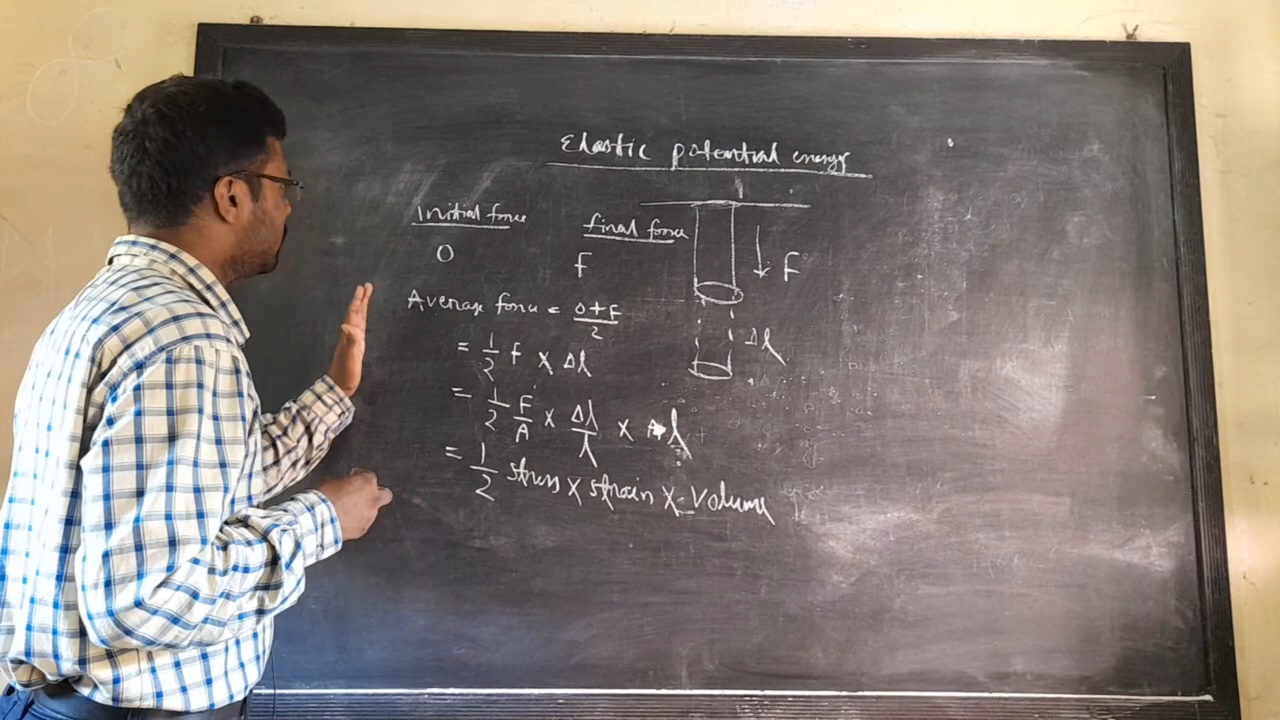 Elastic potential energy
Initial force
final force
0
f
F
Average force = 0+F/2
= 1/2 f × Δl
Δl
= 1/2 F/A × Δl/l × A l
= 1/2 stress × strain × volume